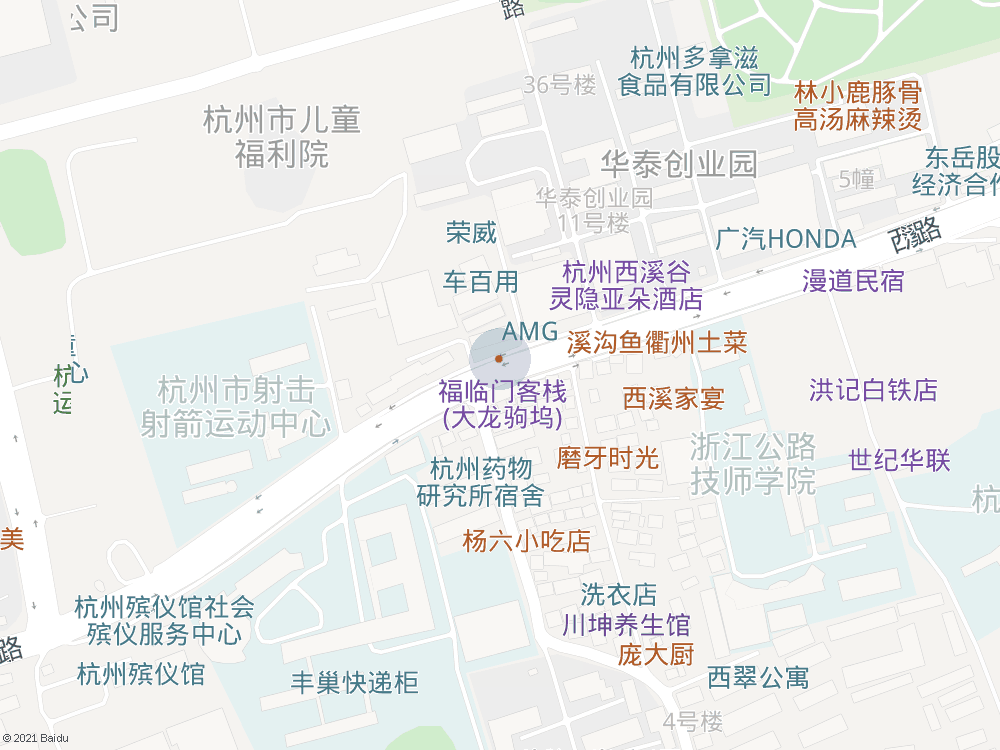 公司
路
杭州多拿滋
食品有限公司
36号楼
林小鹿豚骨
高汤麻辣烫
杭州市儿童
福利院
华泰创业园
东岳股
经济合作
5幢
华泰创业园
11号楼
荣威
广汽HONDA
西溪路
车百用
杭州西溪谷
灵隐亚朵酒店
漫道民宿
AMG
溪沟鱼衢州土菜
心
杭
运
杭州市射击
射箭运动中心
福临门客栈
(大龙驹坞)
西溪家宴
洪记白铁店
磨牙时光
浙江公路
技师学院
世纪华联
杭州药物
研究所宿舍
杭
美
杨六小吃店
杭州殡仪馆社会
殡仪服务中心
洗衣店
川坤养生馆
路
庞大厨
杭州殡仪馆
丰巢快递柜
西翠公寓
4号楼
© 2021 Baidu